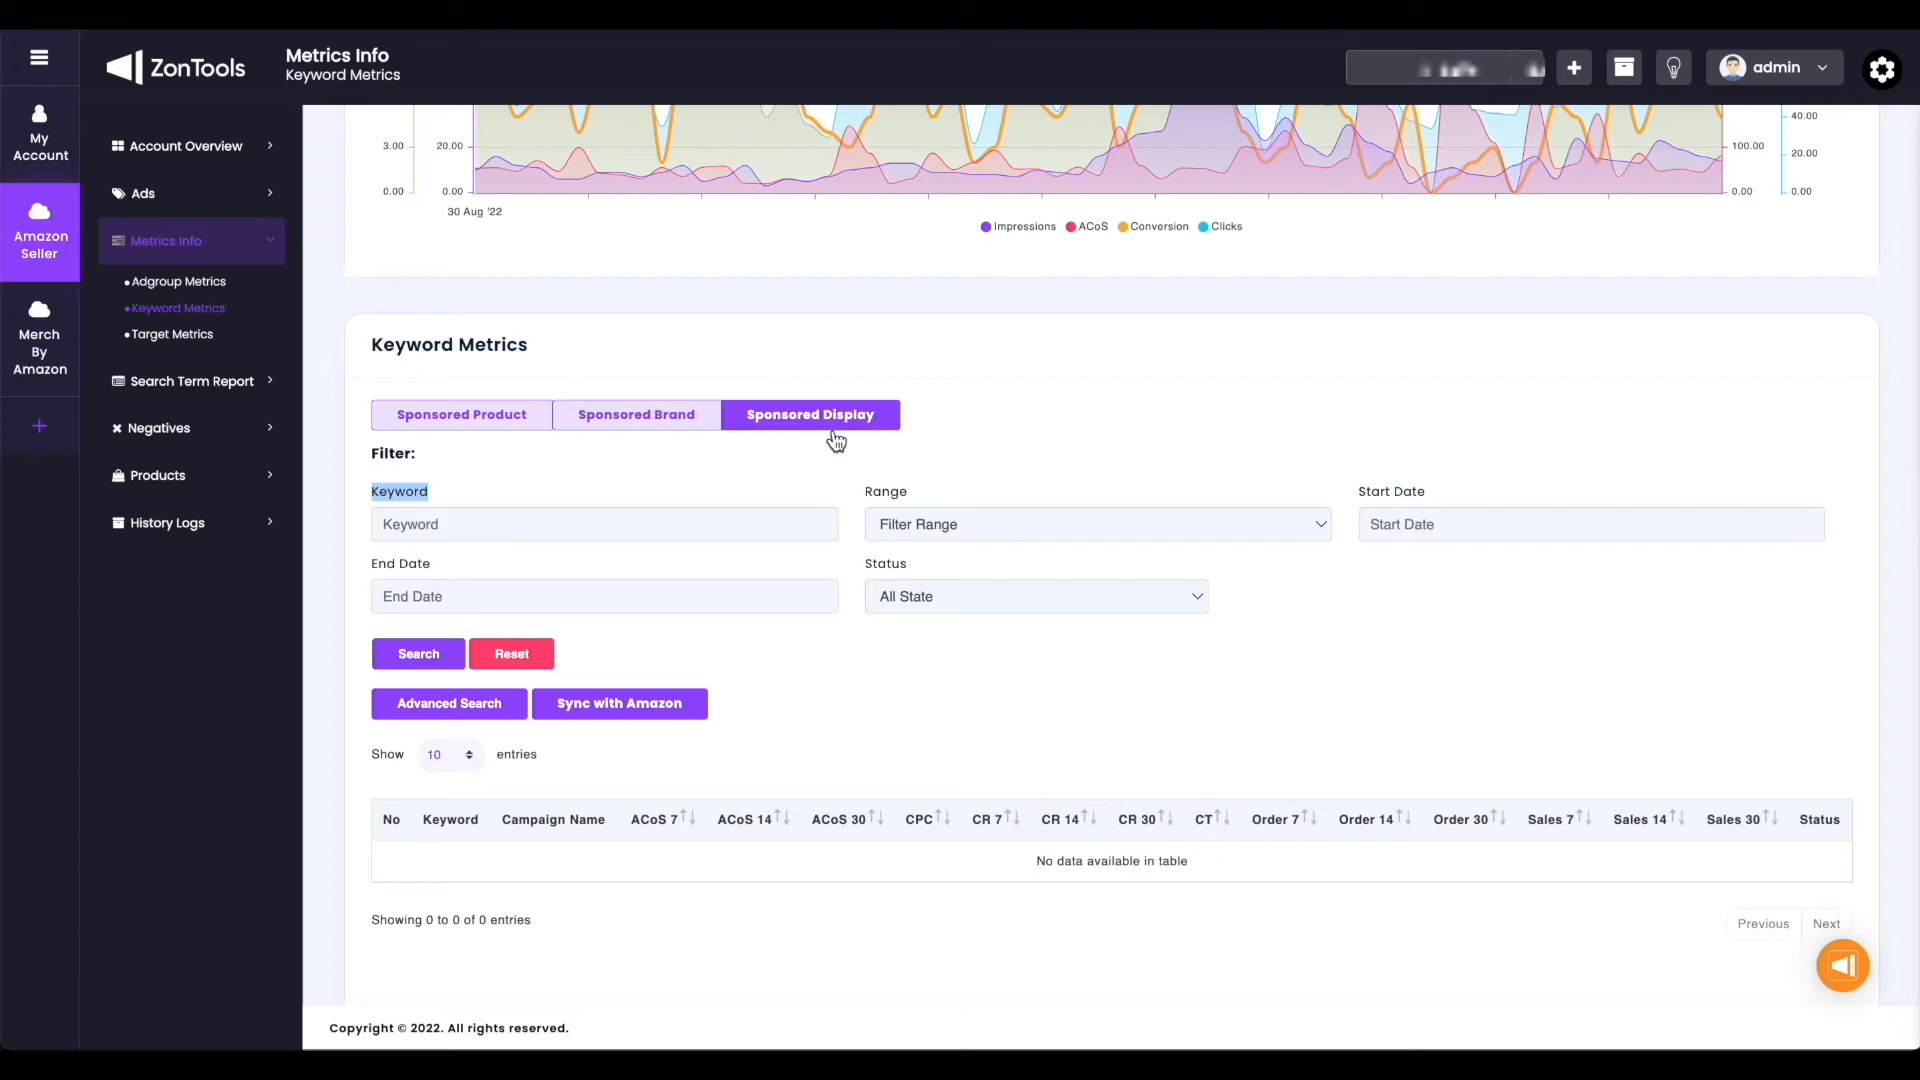 ZonTools
Metrics Info
Keyword Metrics
admin
My
Account
Amazon
Seller
Merch
By
Amazon
Account Overview
Ads
Metrics Info
Adgroup Metrics
Keyword Metrics
Target Metrics
Search Term Report
Negatives
Products
History Logs
3.00
20.00
0.00
0.00
30 Aug '22
40.00
100.00
20.00
0.00
0.00
Impressions ACoS Conversion Clicks
Keyword Metrics
Sponsored Product Sponsored Brand Sponsored Display
Filter:
Keyword Range Start Date
Keyword Filter Range Start Date
End Date Status
End Date All State
Search Reset
Advanced Search Sync with Amazon
Show 10 entries
No Keyword Campaign Name ACoS 7 ACoS 14 ACoS 30 CPC CR 7 CR 14 CR 30 CT Order 7 Order 14 Order 30 Sales 7 Sales 14 Sales 30 Status
No data available in table
Showing 0 to 0 of 0 entries
Previous Next
Copyright © 2022. All rights reserved.